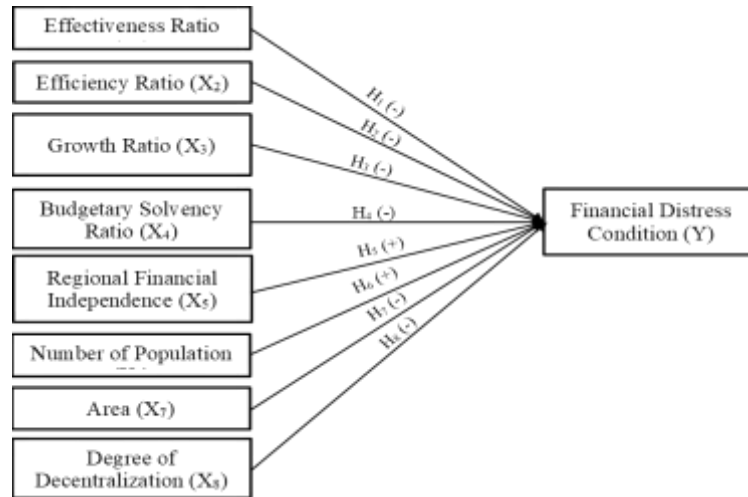 Effectiveness Ratio
Efficiency Ratio (X₂)
Growth Ratio (X₃)
Budgetary Solvency
Ratio (X₄)
Regional Financial
Independence (X₅)
Number of Population
Area (X₇)
Degree of
Decentralization (X₈)
H₁ (-)
H₂ (-)
H₃ (-)
H₄ (-)
H₅ (+)
H₆ (+)
H₇ (-)
H₈ (-)
Financial Distress
Condition (Y)